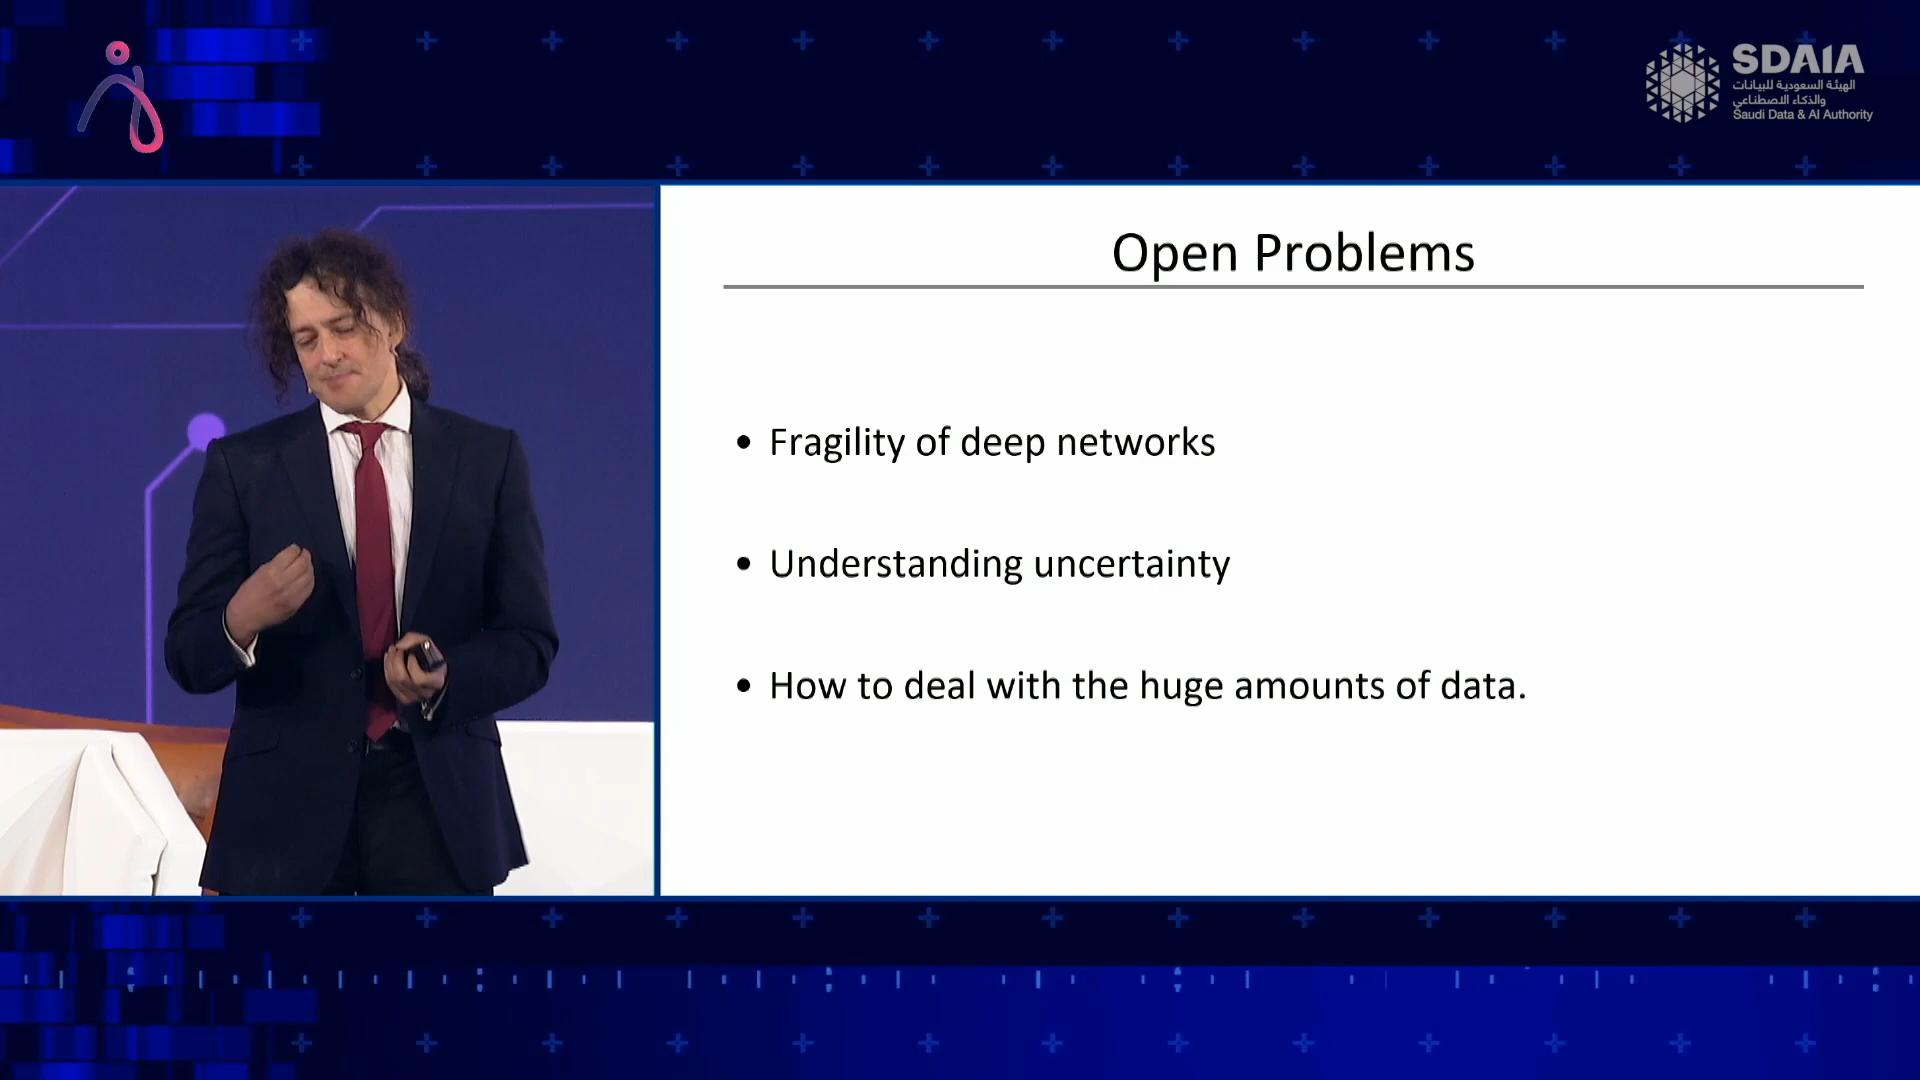 SDAIA
الهيئة السعودية للبيانات
والذكاء الاصطناعي
Saudi Data & AI Authority
Open Problems
• Fragility of deep networks
• Understanding uncertainty
• How to deal with the huge amounts of data.